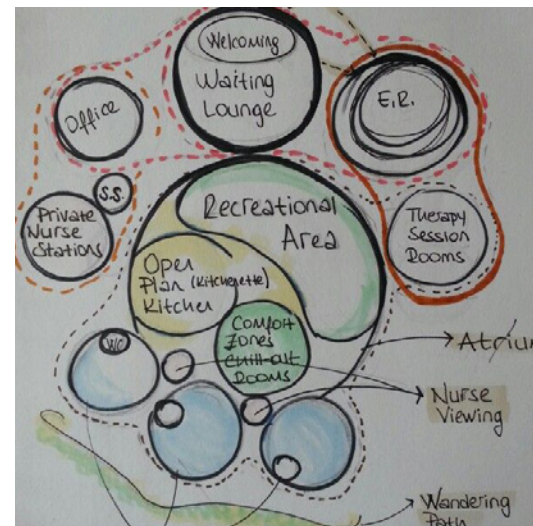 Welcoming
Waiting
Lounge
Office
E.R.
S.S.
Private
Nurse
Stations
Recreational
Area
Therapy
Session
Rooms
Open
Plan (Kitchenette)
Kitchen
Comfort
Zones
Chill-out
Rooms
WC
Atrium
Nurse
Viewing
Wandering
Path